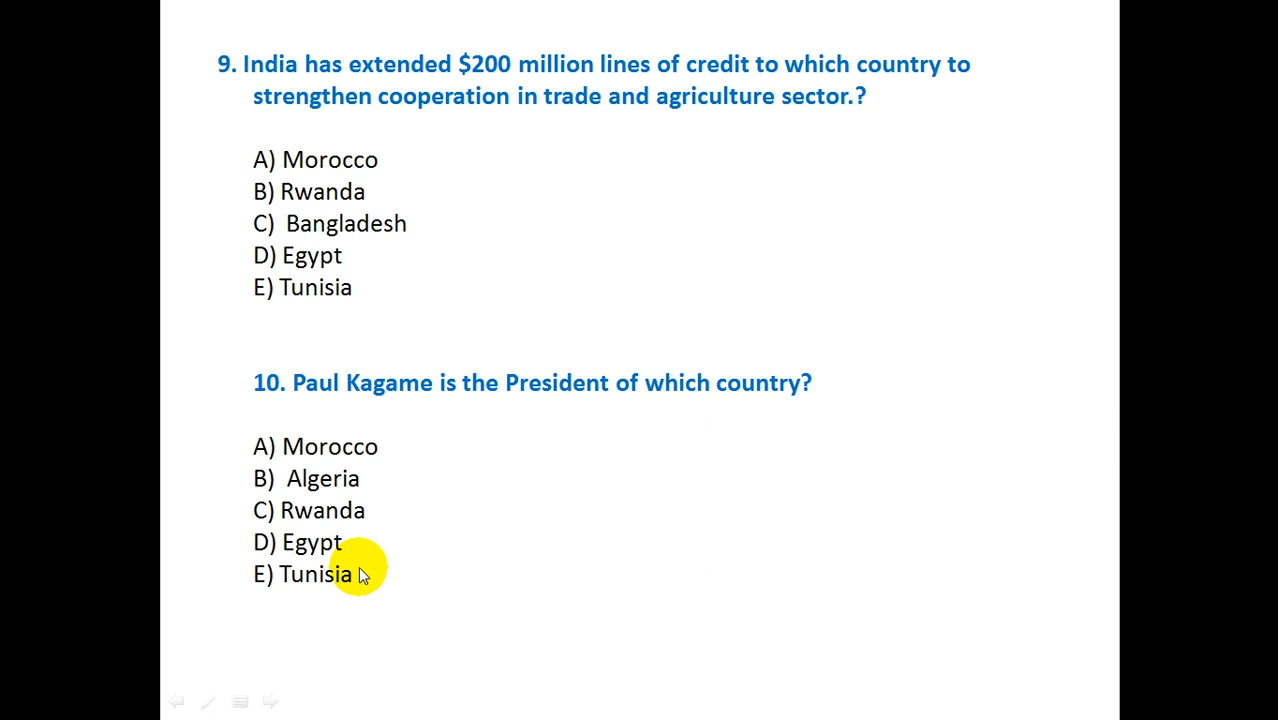 9. India has extended $200 million lines of credit to which country to
strengthen cooperation in trade and agriculture sector.?
A) Morocco
B) Rwanda
C) Bangladesh
D) Egypt
E) Tunisia
10. Paul Kagame is the President of which country?
A) Morocco
B) Algeria
C) Rwanda
D) Egypt
E) Tunisia